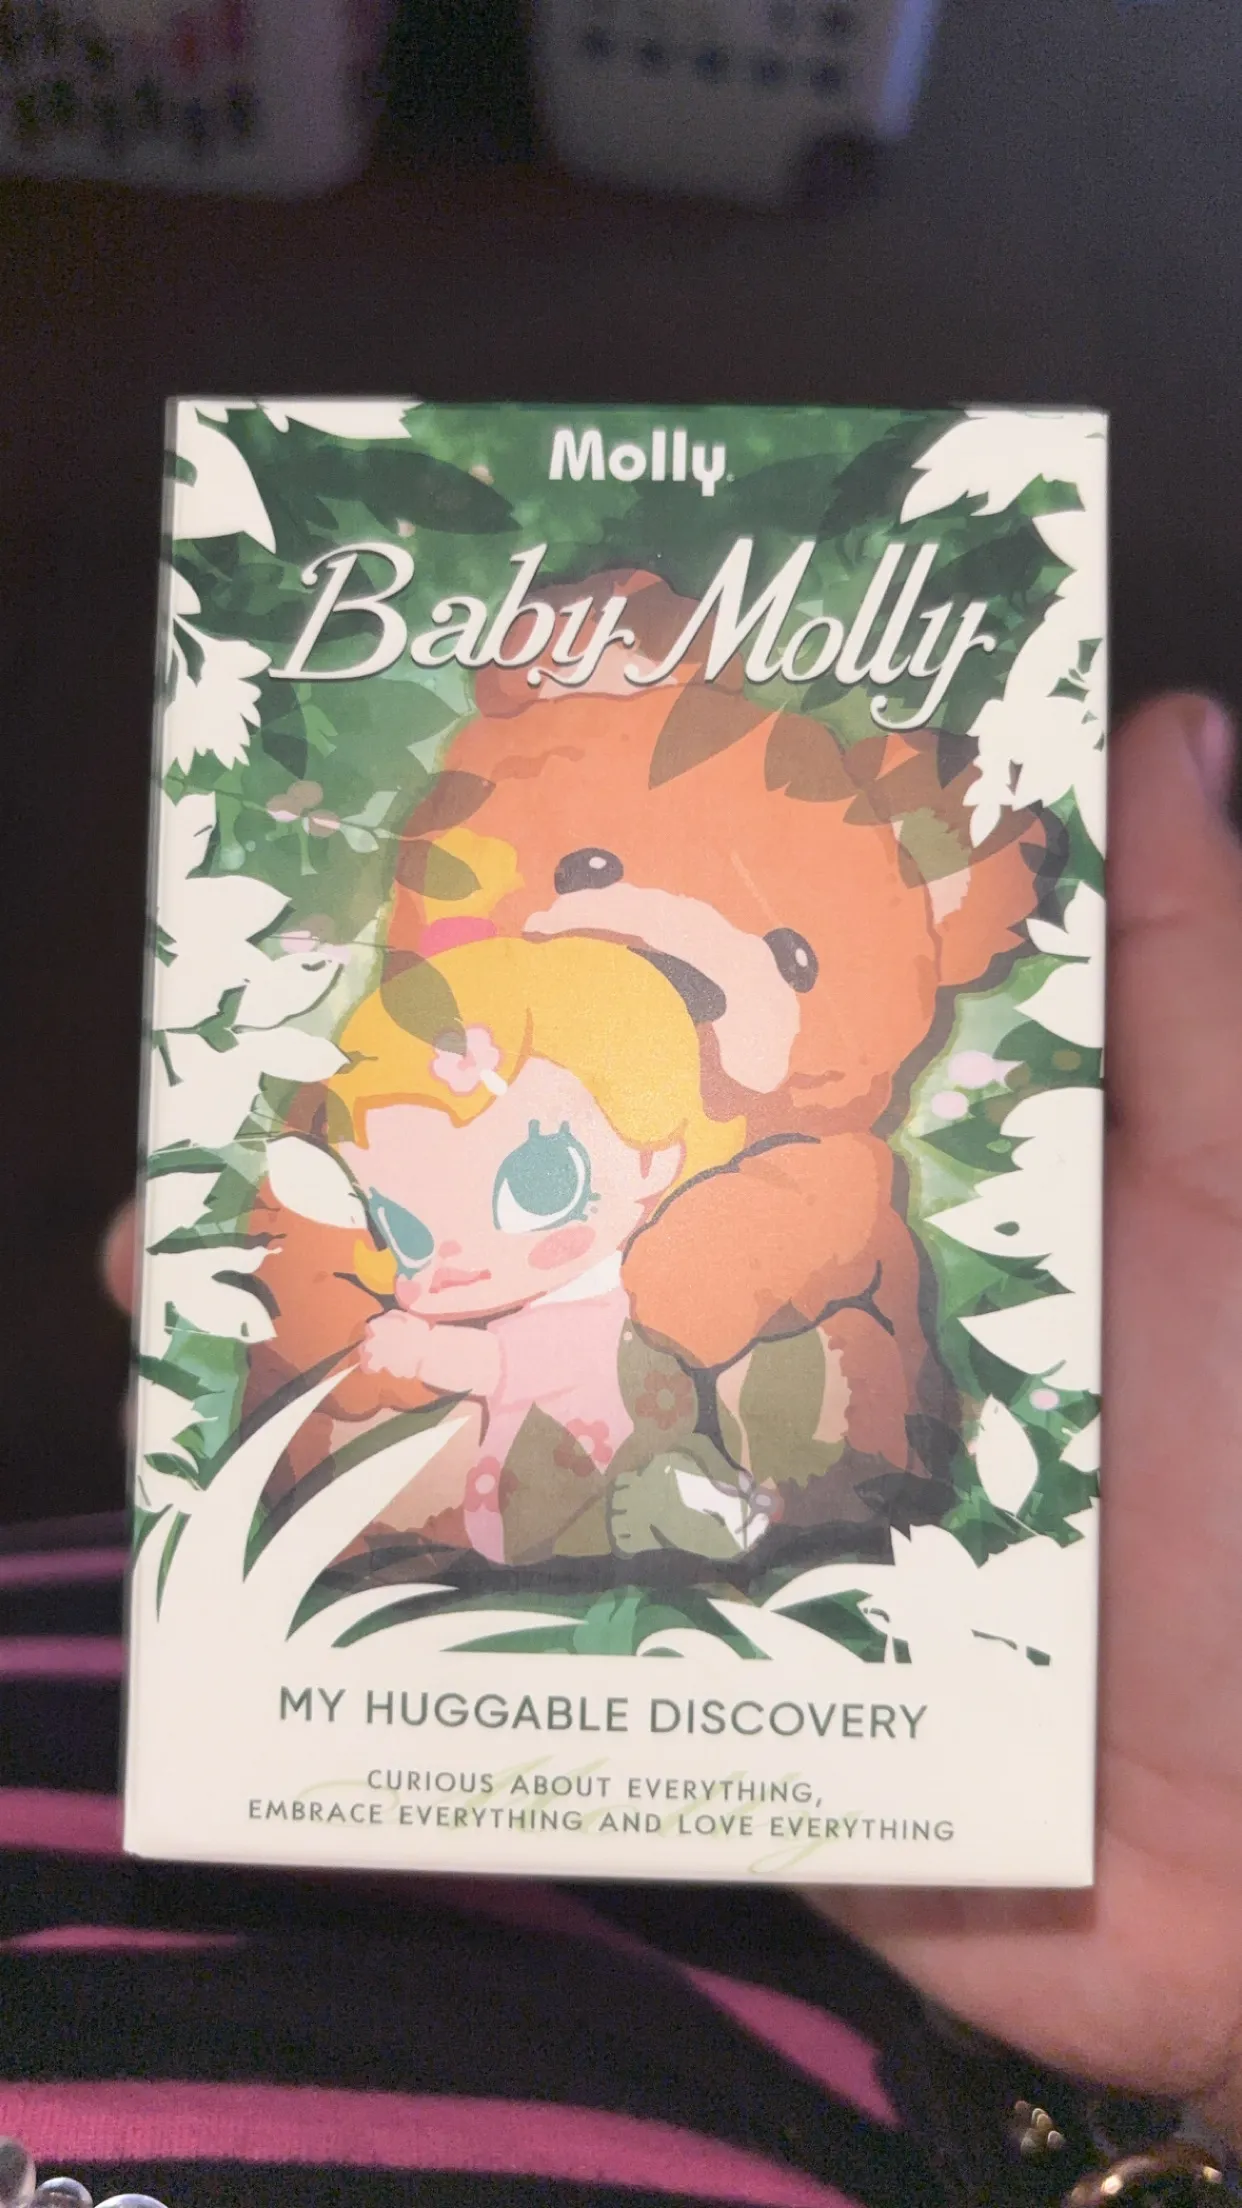 Molly
Baby Molly
MY HUGGABLE DISCOVERY
CURIOUS ABOUT EVERYTHING,
EMBRACE EVERYTHING AND LOVE EVERYTHING